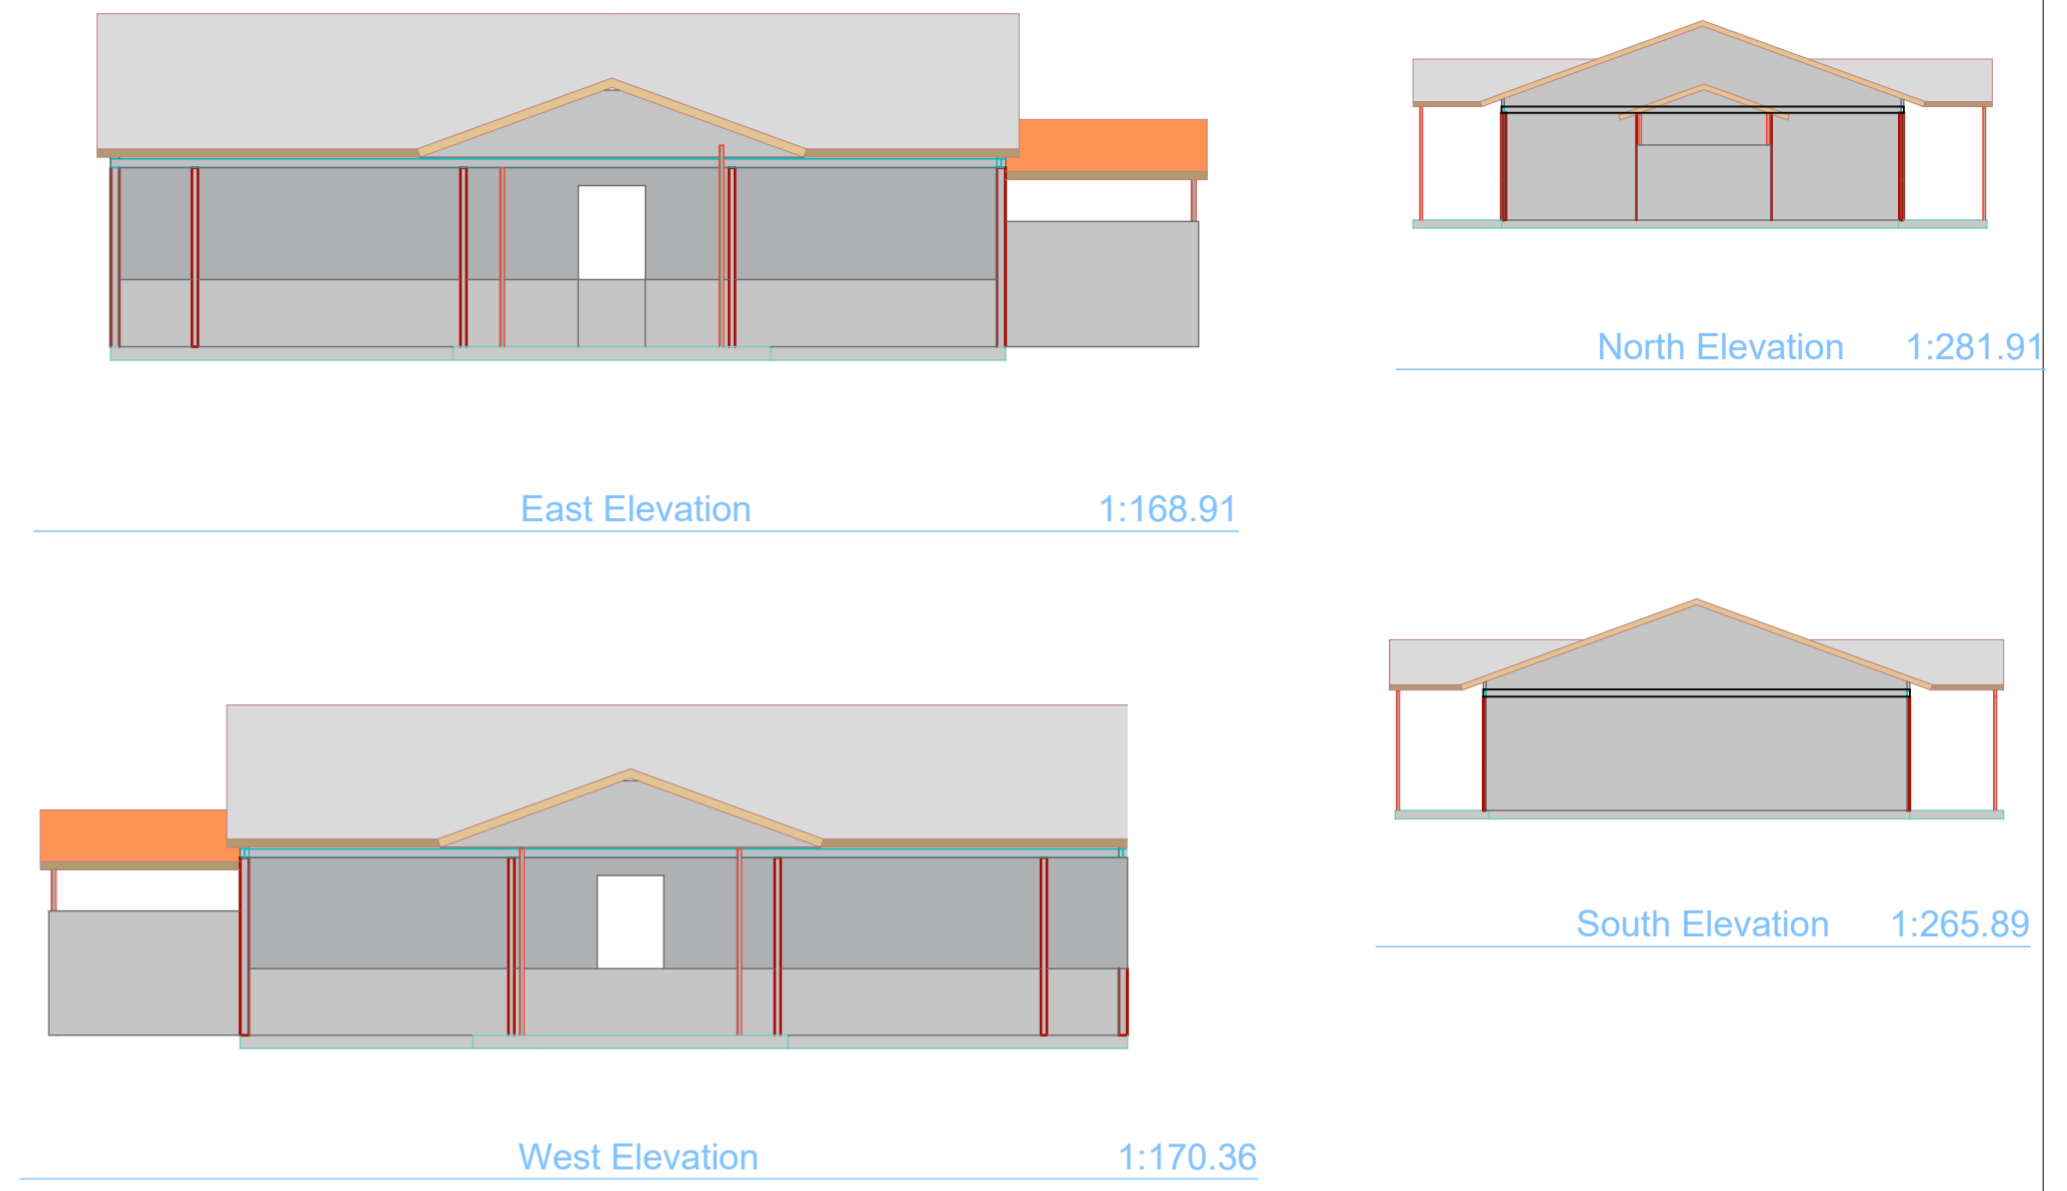 North Elevation 1:281.91
East Elevation 1:168.91
South Elevation 1:265.89
West Elevation 1:170.36